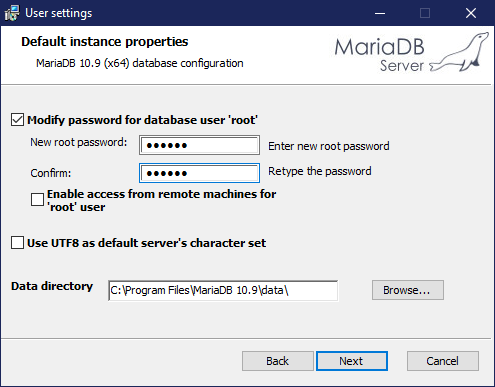 User settings
Default instance properties
MariaDB 10.9 (x64) database configuration
MariaDB
Server
Modify password for database user 'root'
New root password: •••••• Enter new root password
Confirm: •••••• Retype the password
Enable access from remote machines for
'root' user
Use UTF8 as default server's character set
Data directory C:\Program Files\MariaDB 10.9\data\ Browse...
Back Next Cancel